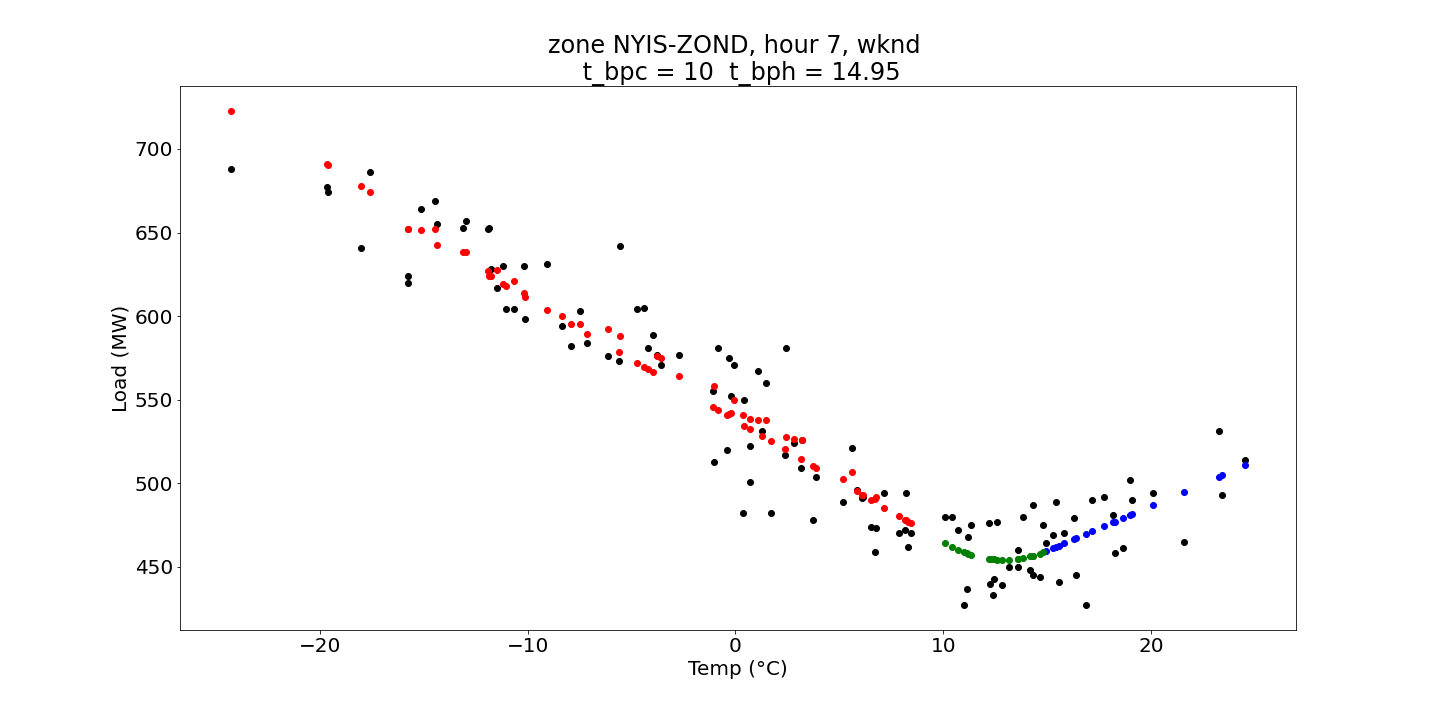 zone NYIS-ZOND, hour 7, wknd
t_bpc = 10  t_bph = 14.95
700
650
600
550
500
450
Load (MW)
−20
−10
0
10
20
Temp (°C)